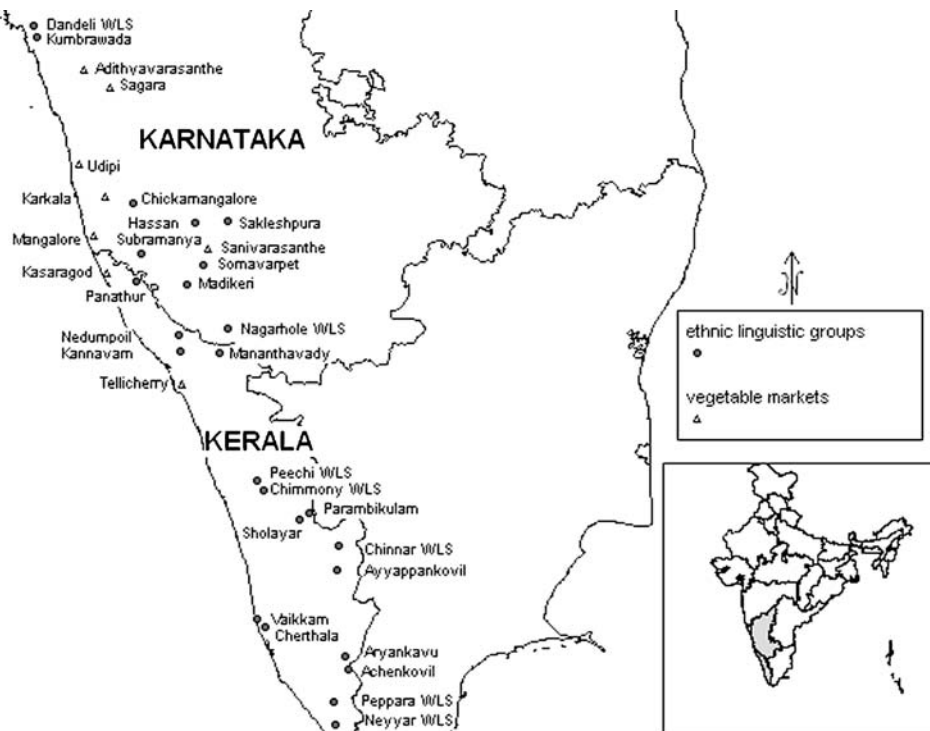 Dandeli WLS
Kumbrawada
Adithyavarasanthe
Sagara
KARNATAKA
Udipi
Karkala
Chickamangalore
Hassan
Sakleshpura
Mangalore
Subramanya
Sanivarasanthe
Somavarpet
Kasaragod
Panathur
Madikeri
Nedumpoil
Nagarhole WLS
Kannavam
Mananthavady
Tellicherry
KERALA
Peechi WLS
Chimmony WLS
Parambikulam
Sholayar
Chinnar WLS
Ayyappankovil
Vaikkam
Cherthala
Aryankavu
Achenkovil
Peppara WLS
Neyyar WLS
N
ethnic linguistic groups
vegetable markets